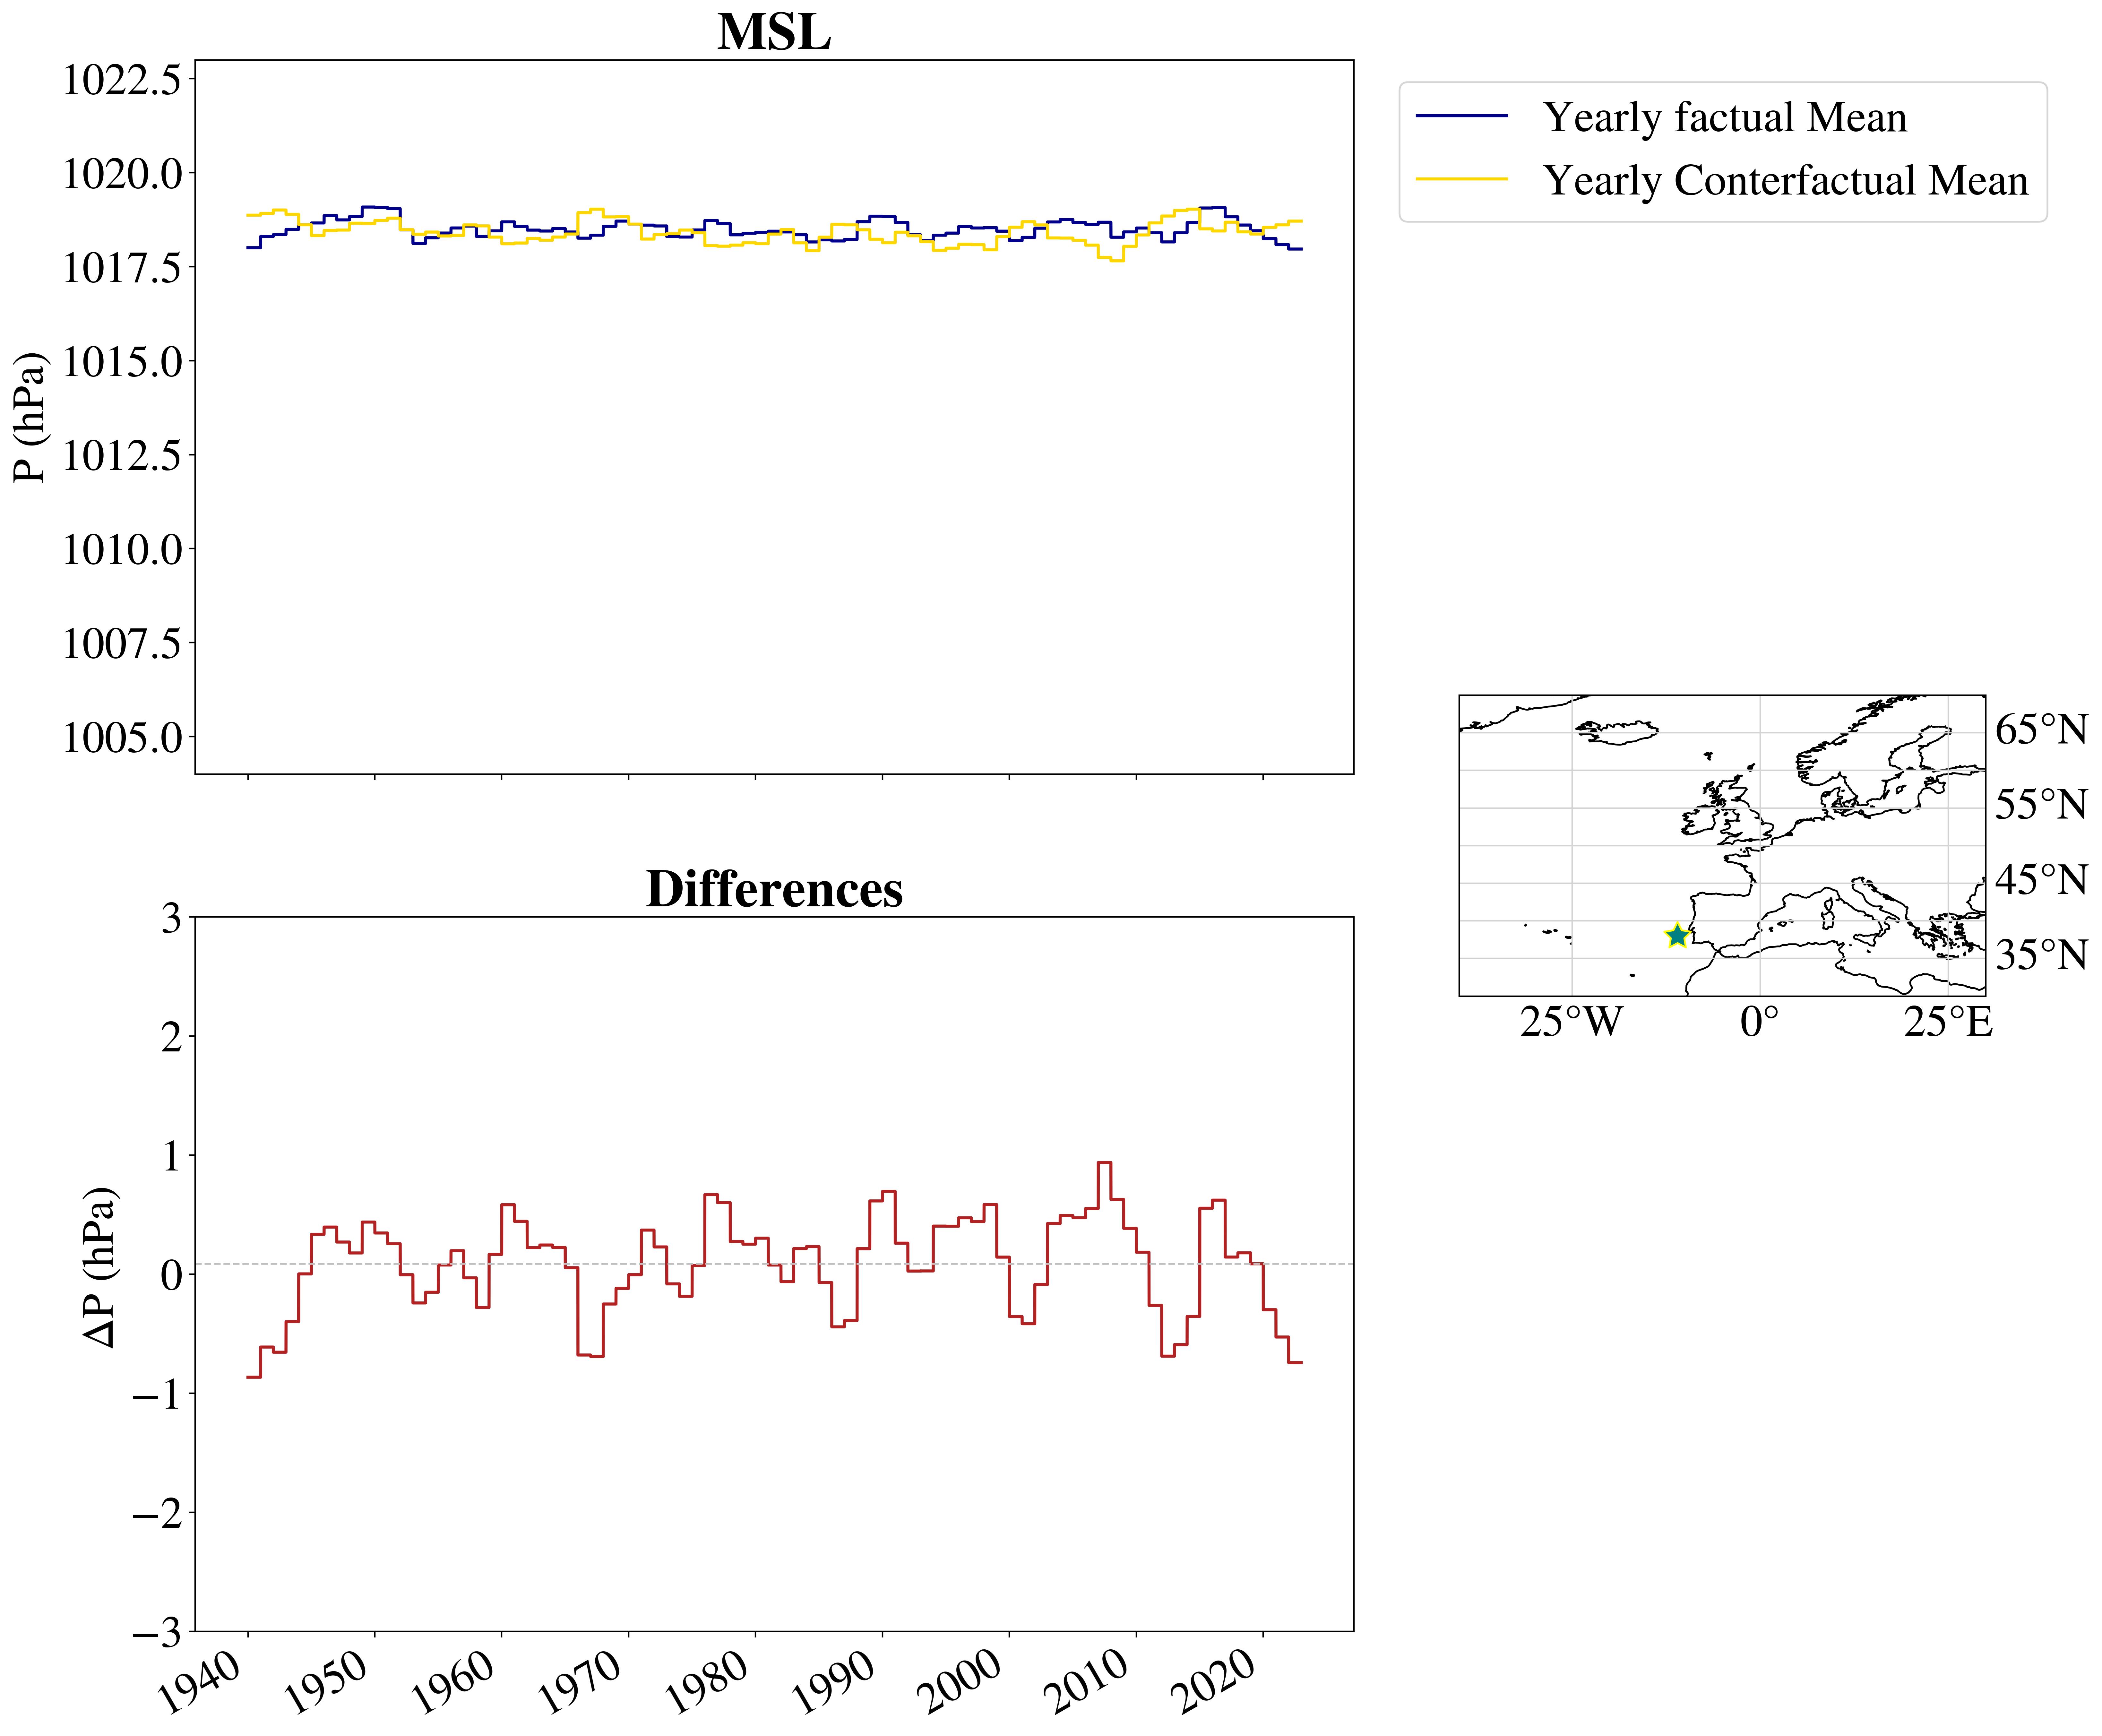 MSL
1022.5
1020.0
1017.5
1015.0
1012.5
1010.0
1007.5
1005.0
P (hPa)
Yearly factual Mean
Yearly Conterfactual Mean
65°N
55°N
45°N
35°N
25°W 0° 25°E
Differences
3
2
1
0
−1
−2
−3
ΔP (hPa)
1940 1950 1960 1970 1980 1990 2000 2010 2020